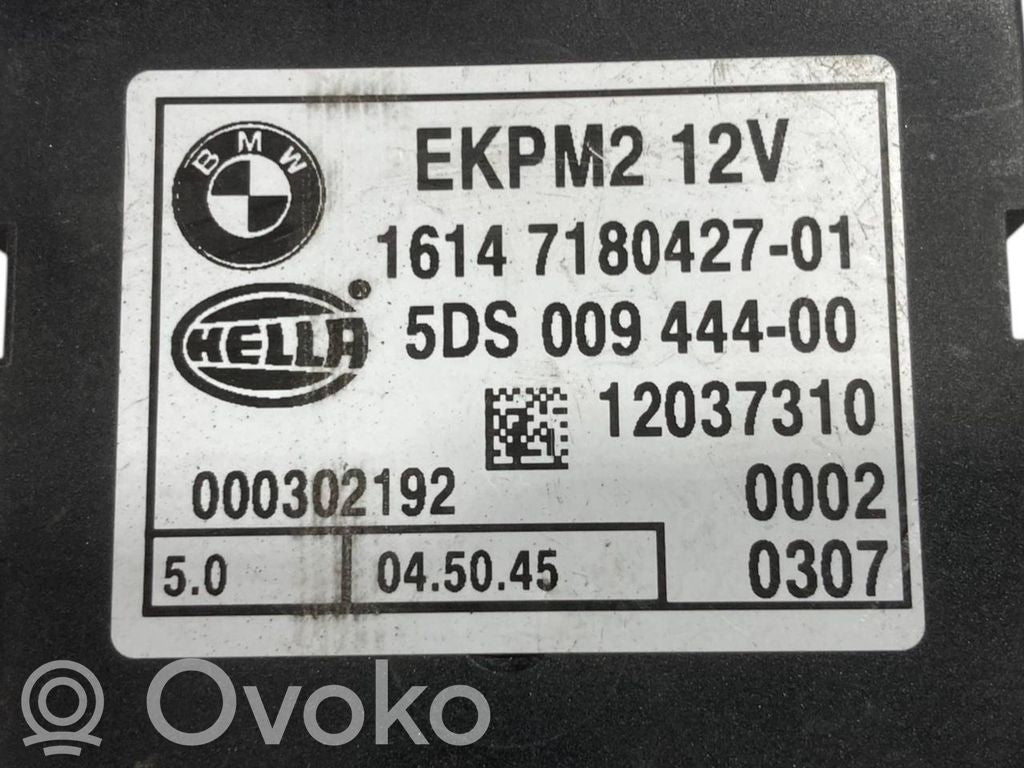 BMW
EKPM2 12V
1614 7180427-01
HELLA®
5DS 009 444-00
12037310
000302192
0002
5.0
04.50.45
0307
Ovoko